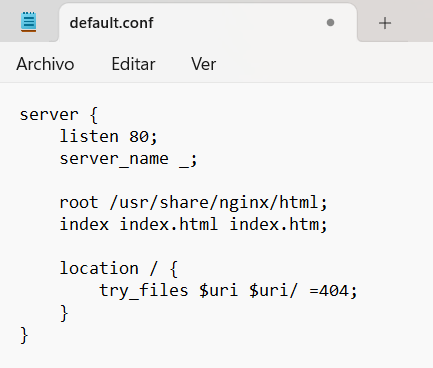 default.conf
Archivo Editar Ver
server {
    listen 80;
    server_name _;

    root /usr/share/nginx/html;
    index index.html index.htm;

    location / {
        try_files $uri $uri/ =404;
    }
}